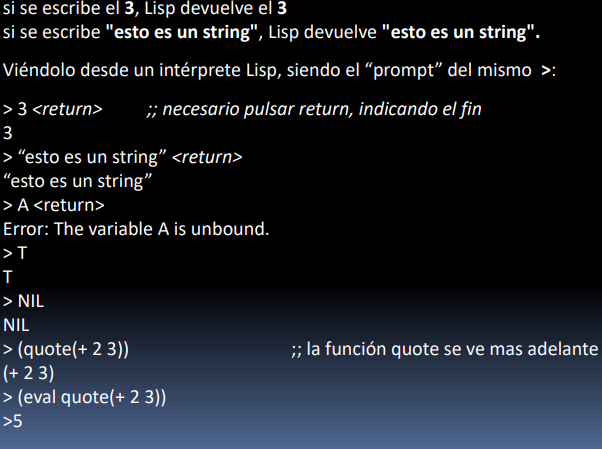 si se escribe el 3, Lisp devuelve el 3
si se escribe "esto es un string", Lisp devuelve "esto es un string".
Viéndolo desde un intérprete Lisp, siendo el “prompt” del mismo >:
> 3 <return> ;; necesario pulsar return, indicando el fin
3
> “esto es un string” <return>
“esto es un string”
> A <return>
Error: The variable A is unbound.
> T
T
> NIL
NIL
> (quote(+ 2 3)) ;; la función quote se ve mas adelante
(+ 2 3)
> (eval quote(+ 2 3))
>5